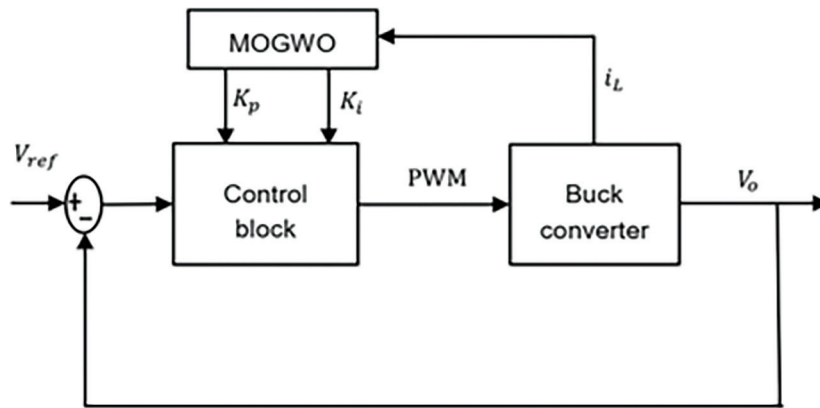 MOGWO
K_p K_i i_L
V_ref
+
−
Control
block
PWM
Buck
converter
V_o